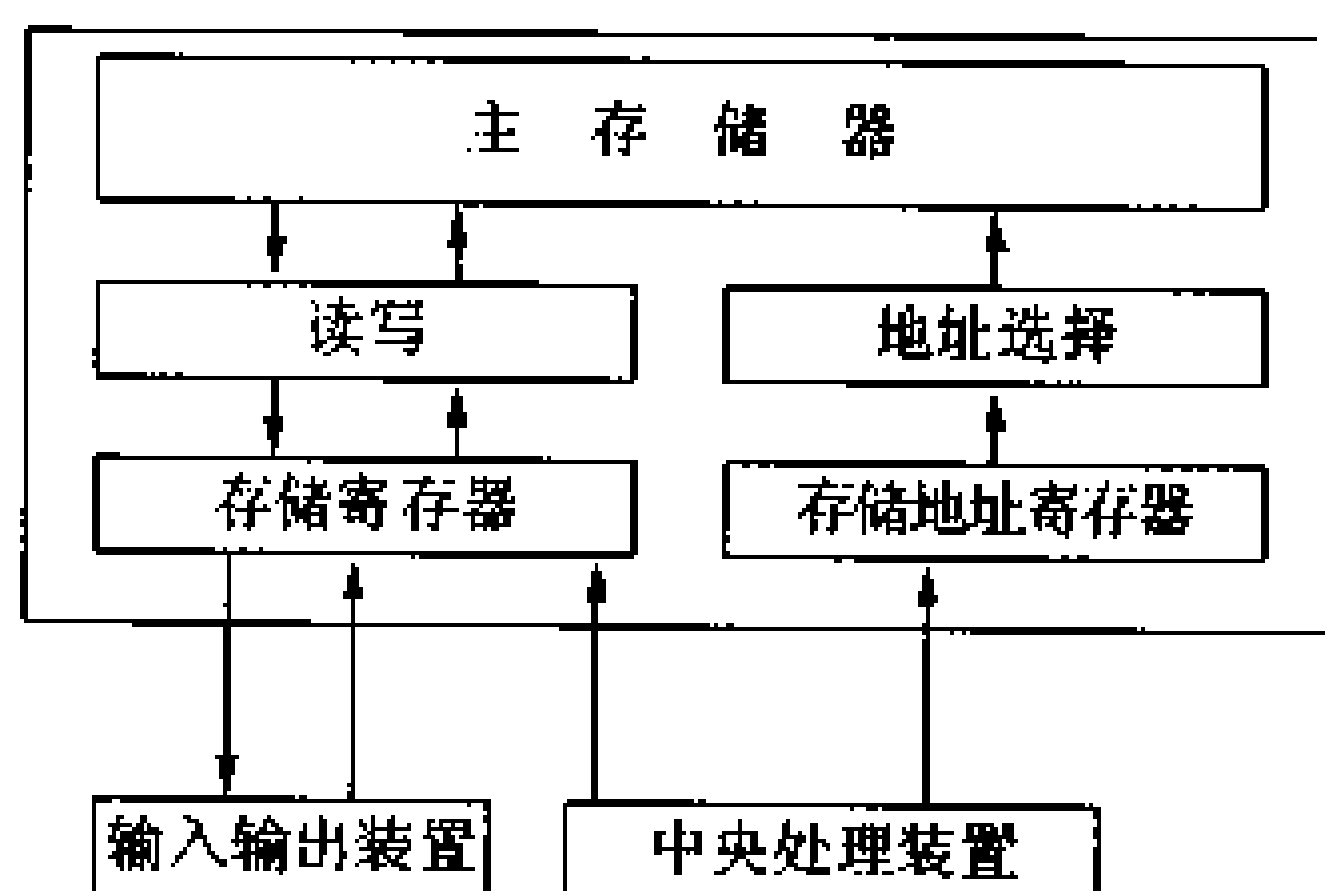 主存储器
读写
地址选择
存储寄存器
存储地址寄存器
输入输出装置
中央处理装置